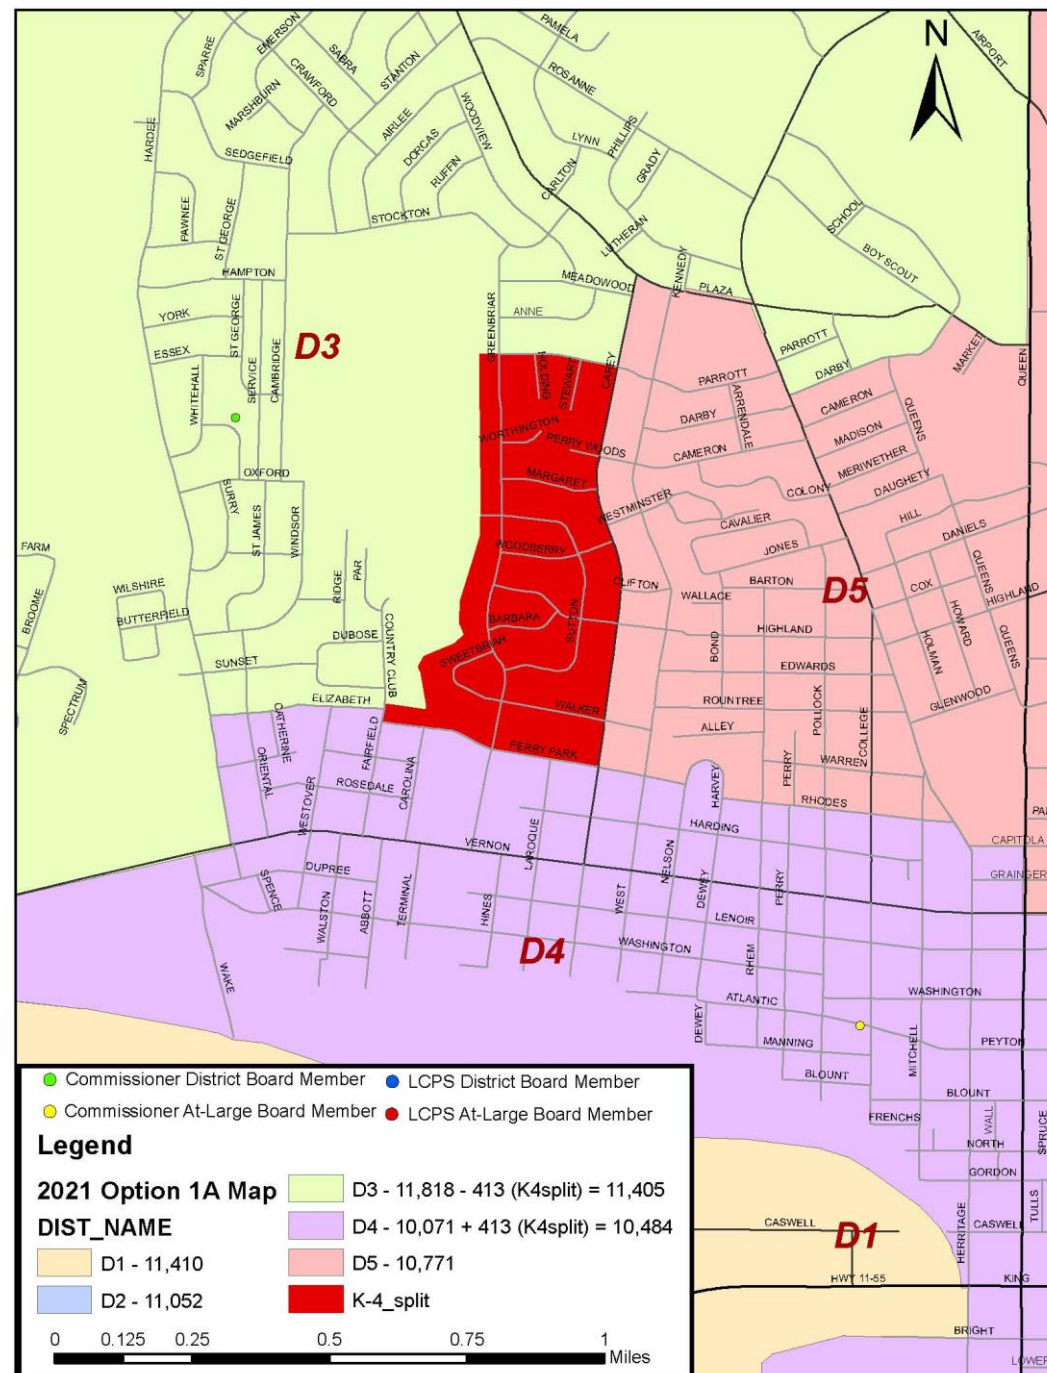 PAMELA
AIRPORT
N
EMERSON
SABRA
STANTON
SPARRE
CRAWFORD
ROSANNE
MARSHBURN
AIRLEE
WOODVIEW
HARDEE
DORCAS
LYNN
PHILLIPS
SEDGEFIELD
RUFFIN
CARLTON
GRADY
PAWNEE
ST GEORGE
STOCKTON
LUTHERAN
SCHOOL
BOY SCOUT
HAMPTON
MEADOWOOD
KENNEDY
PLAZA
YORK
ST GEORGE
GREENBRIAR
ANNE
D3
ESSEX
SERVICE
CAMBRIDGE
WHITEHALL
HOLDING
STEWART
CAREY
PARROTT
PARROTT
DARBY
MARKET
QUEEN
DARBY
ARRENDALE
CAMERON
QUEENS
WORTHINGTON
PERRY WOODS
CAMERON
MADISON
MERIWETHER
OXFORD
MARGARET
COLONY
DAUGHETY
SURRY
ST JAMES
WINDSOR
WESTMINSTER
CAVALIER
HILL
DANIELS
FARM
WOODBERRY
JONES
BROOME
WILSHIRE
RIDGE
PAR
CLIFTON
WALLACE
BARTON
D5
COX
QUEENS
HIGHLAND
BUTTERFIELD
DUBOSE
COUNTRY CLUB
BARBARA
SUTTON
BOND
HIGHLAND
HOWARD
HOLMAN
QUEENS
SUNSET
SWEETBRIAR
EDWARDS
SPECTRUM
ELIZABETH
WALKER
ROUNTREE
POLLOCK
COLLEGE
GLENWOOD
CATHERINE
ORIENTAL
FAIRFIELD
PERRY PARK
ALLEY
PERRY
WARREN
WESTOVER
ROSEDALE
CAROLINA
HARVEY
RHODES
HARDING
VERNON
LAROQUE
CAPITOLA
NELSON
DUPREE
SPENCE
WALSTON
ABBOTT
TERMINAL
HINES
WEST
DEWEY
PERRY
GRAINGER
LENOIR
D4
WASHINGTON
RHEM
WAKE
ATLANTIC
WASHINGTON
DEWEY
MANNING
MITCHELL
PEYTON
BLOUNT
BLOUNT
FRENCHS
WALL
SPRUCE
NORTH
GORDON
TULLS
CASWELL
D1
HERRITAGE
CASWELL
HWY 11-55
KING
BRIGHT
Commissioner District Board Member
LCPS District Board Member
Commissioner At-Large Board Member
LCPS At-Large Board Member
Legend
2021 Option 1A Map
DIST_NAME
D1 - 11,410
D2 - 11,052
D3 - 11,818 - 413 (K4split) = 11,405
D4 - 10,071 + 413 (K4split) = 10,484
D5 - 10,771
K-4_split
0 0.125 0.25 0.5 0.75 1
Miles